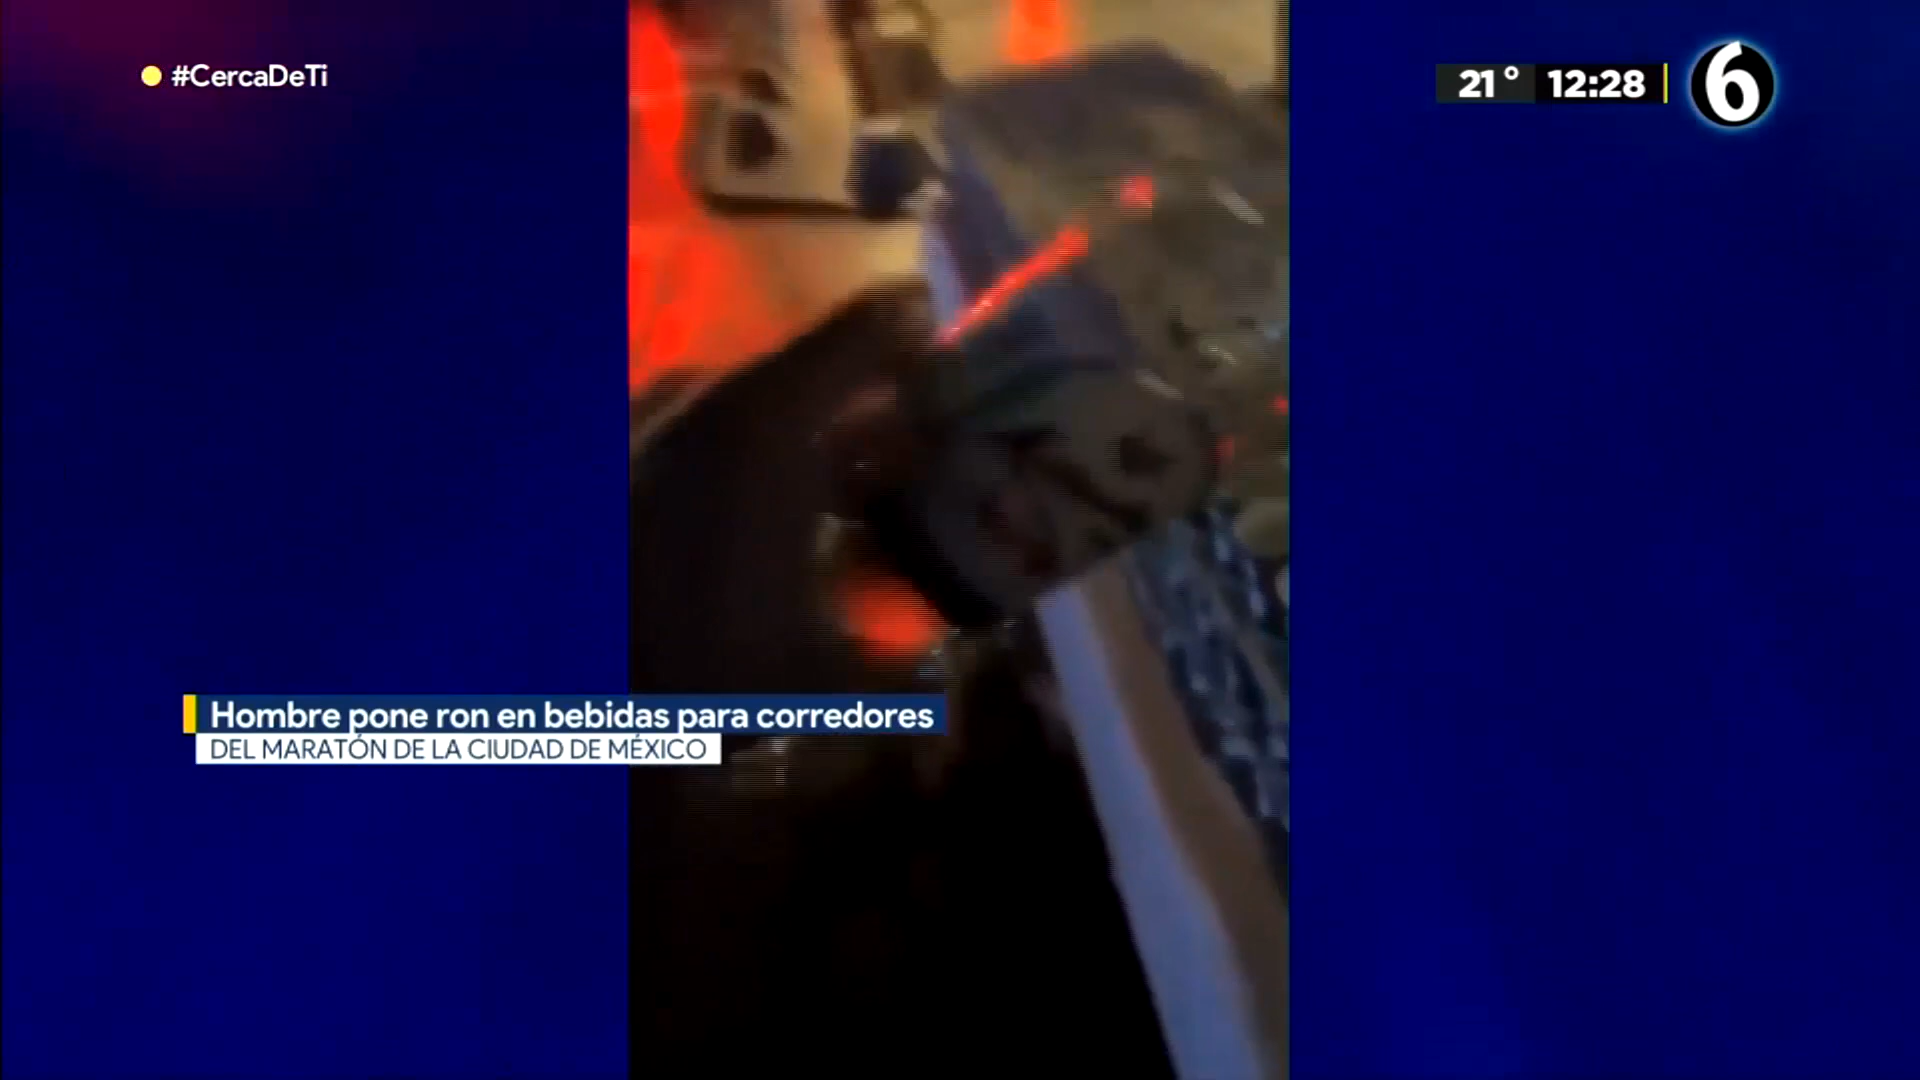 #CercaDeTi
21° 12:28 6
Hombre pone ron en bebidas para corredores
DEL MARATÓN DE LA CIUDAD DE MÉXICO